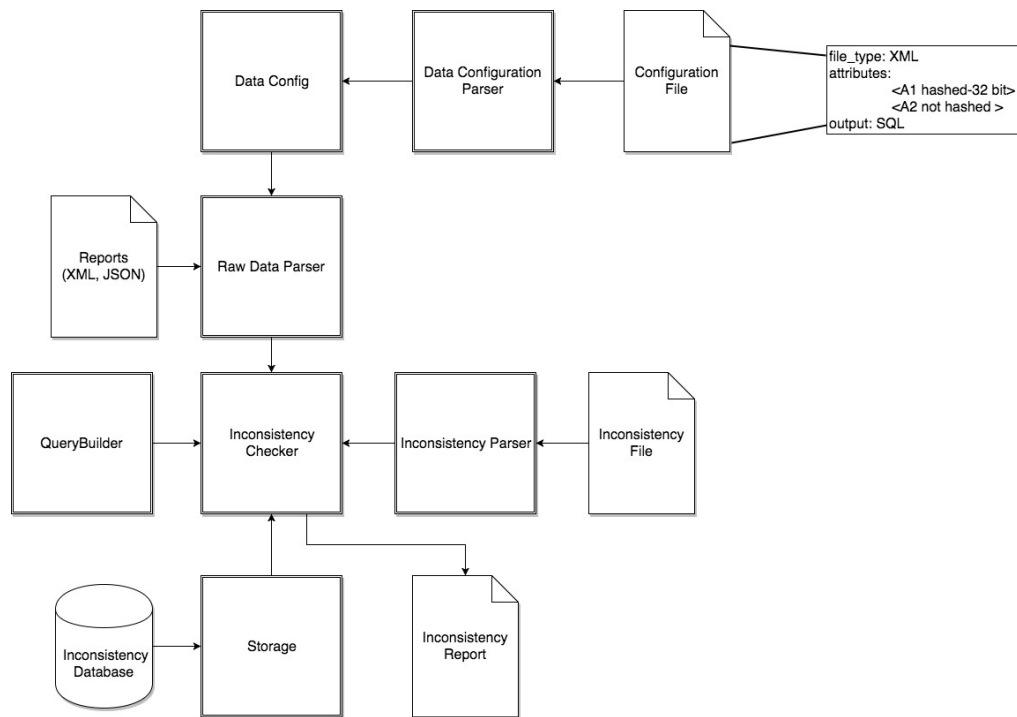 Data Config
Data Configuration
Parser
Configuration
File
file_type: XML
attributes:
<A1 hashed-32 bit>
<A2 not hashed >
output: SQL
Reports
(XML, JSON)
Raw Data Parser
QueryBuilder
Inconsistency
Checker
Inconsistency Parser
Inconsistency
File
Inconsistency
Database
Storage
Inconsistency
Report